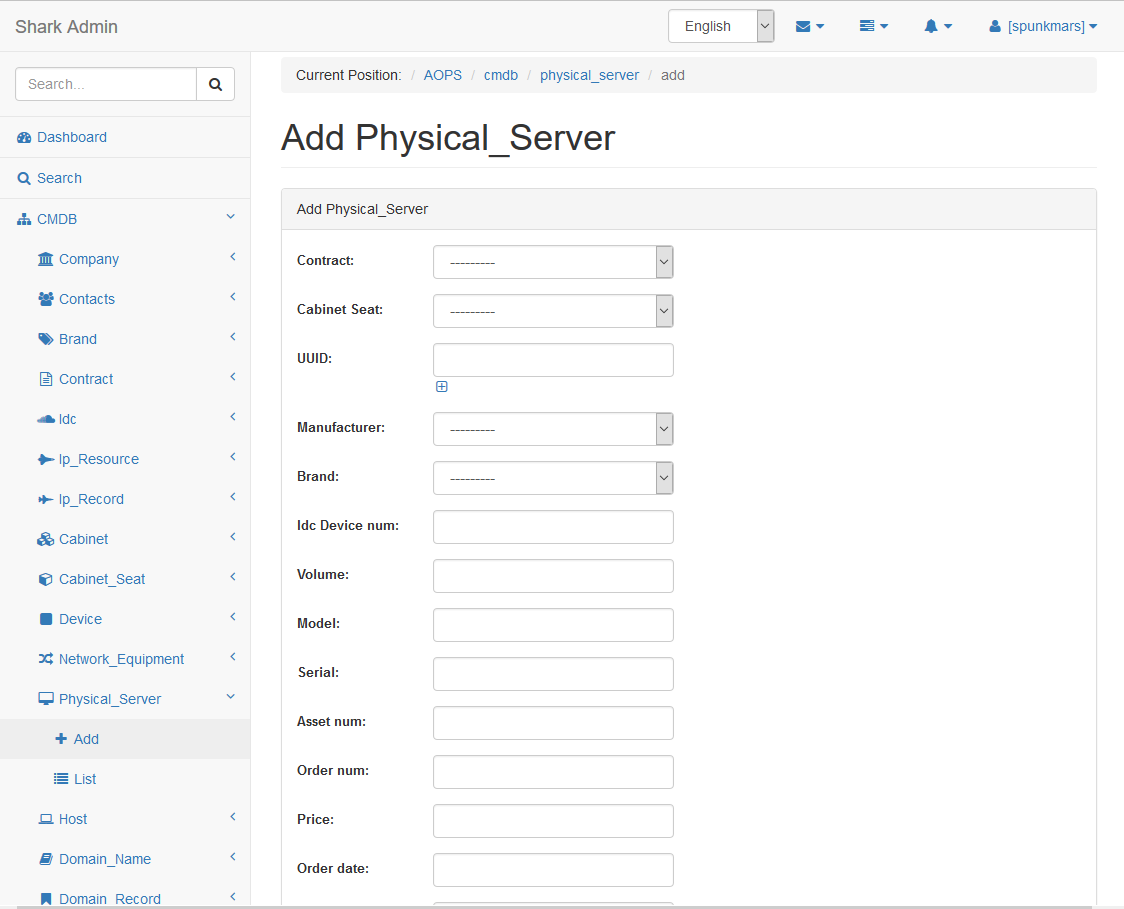 Shark Admin
English
[spunkmars]
Search...
Dashboard
Search
CMDB
Company
Contacts
Brand
Contract
Idc
Ip_Resource
Ip_Record
Cabinet
Cabinet_Seat
Device
Network_Equipment
Physical_Server
Add
List
Host
Domain_Name
Domain_Record
Current Position: / AOPS / cmdb / physical_server / add
Add Physical_Server
Add Physical_Server
Contract: ---------
Cabinet Seat: ---------
UUID:
Manufacturer: ---------
Brand: ---------
Idc Device num:
Volume:
Model:
Serial:
Asset num:
Order num:
Price:
Order date: